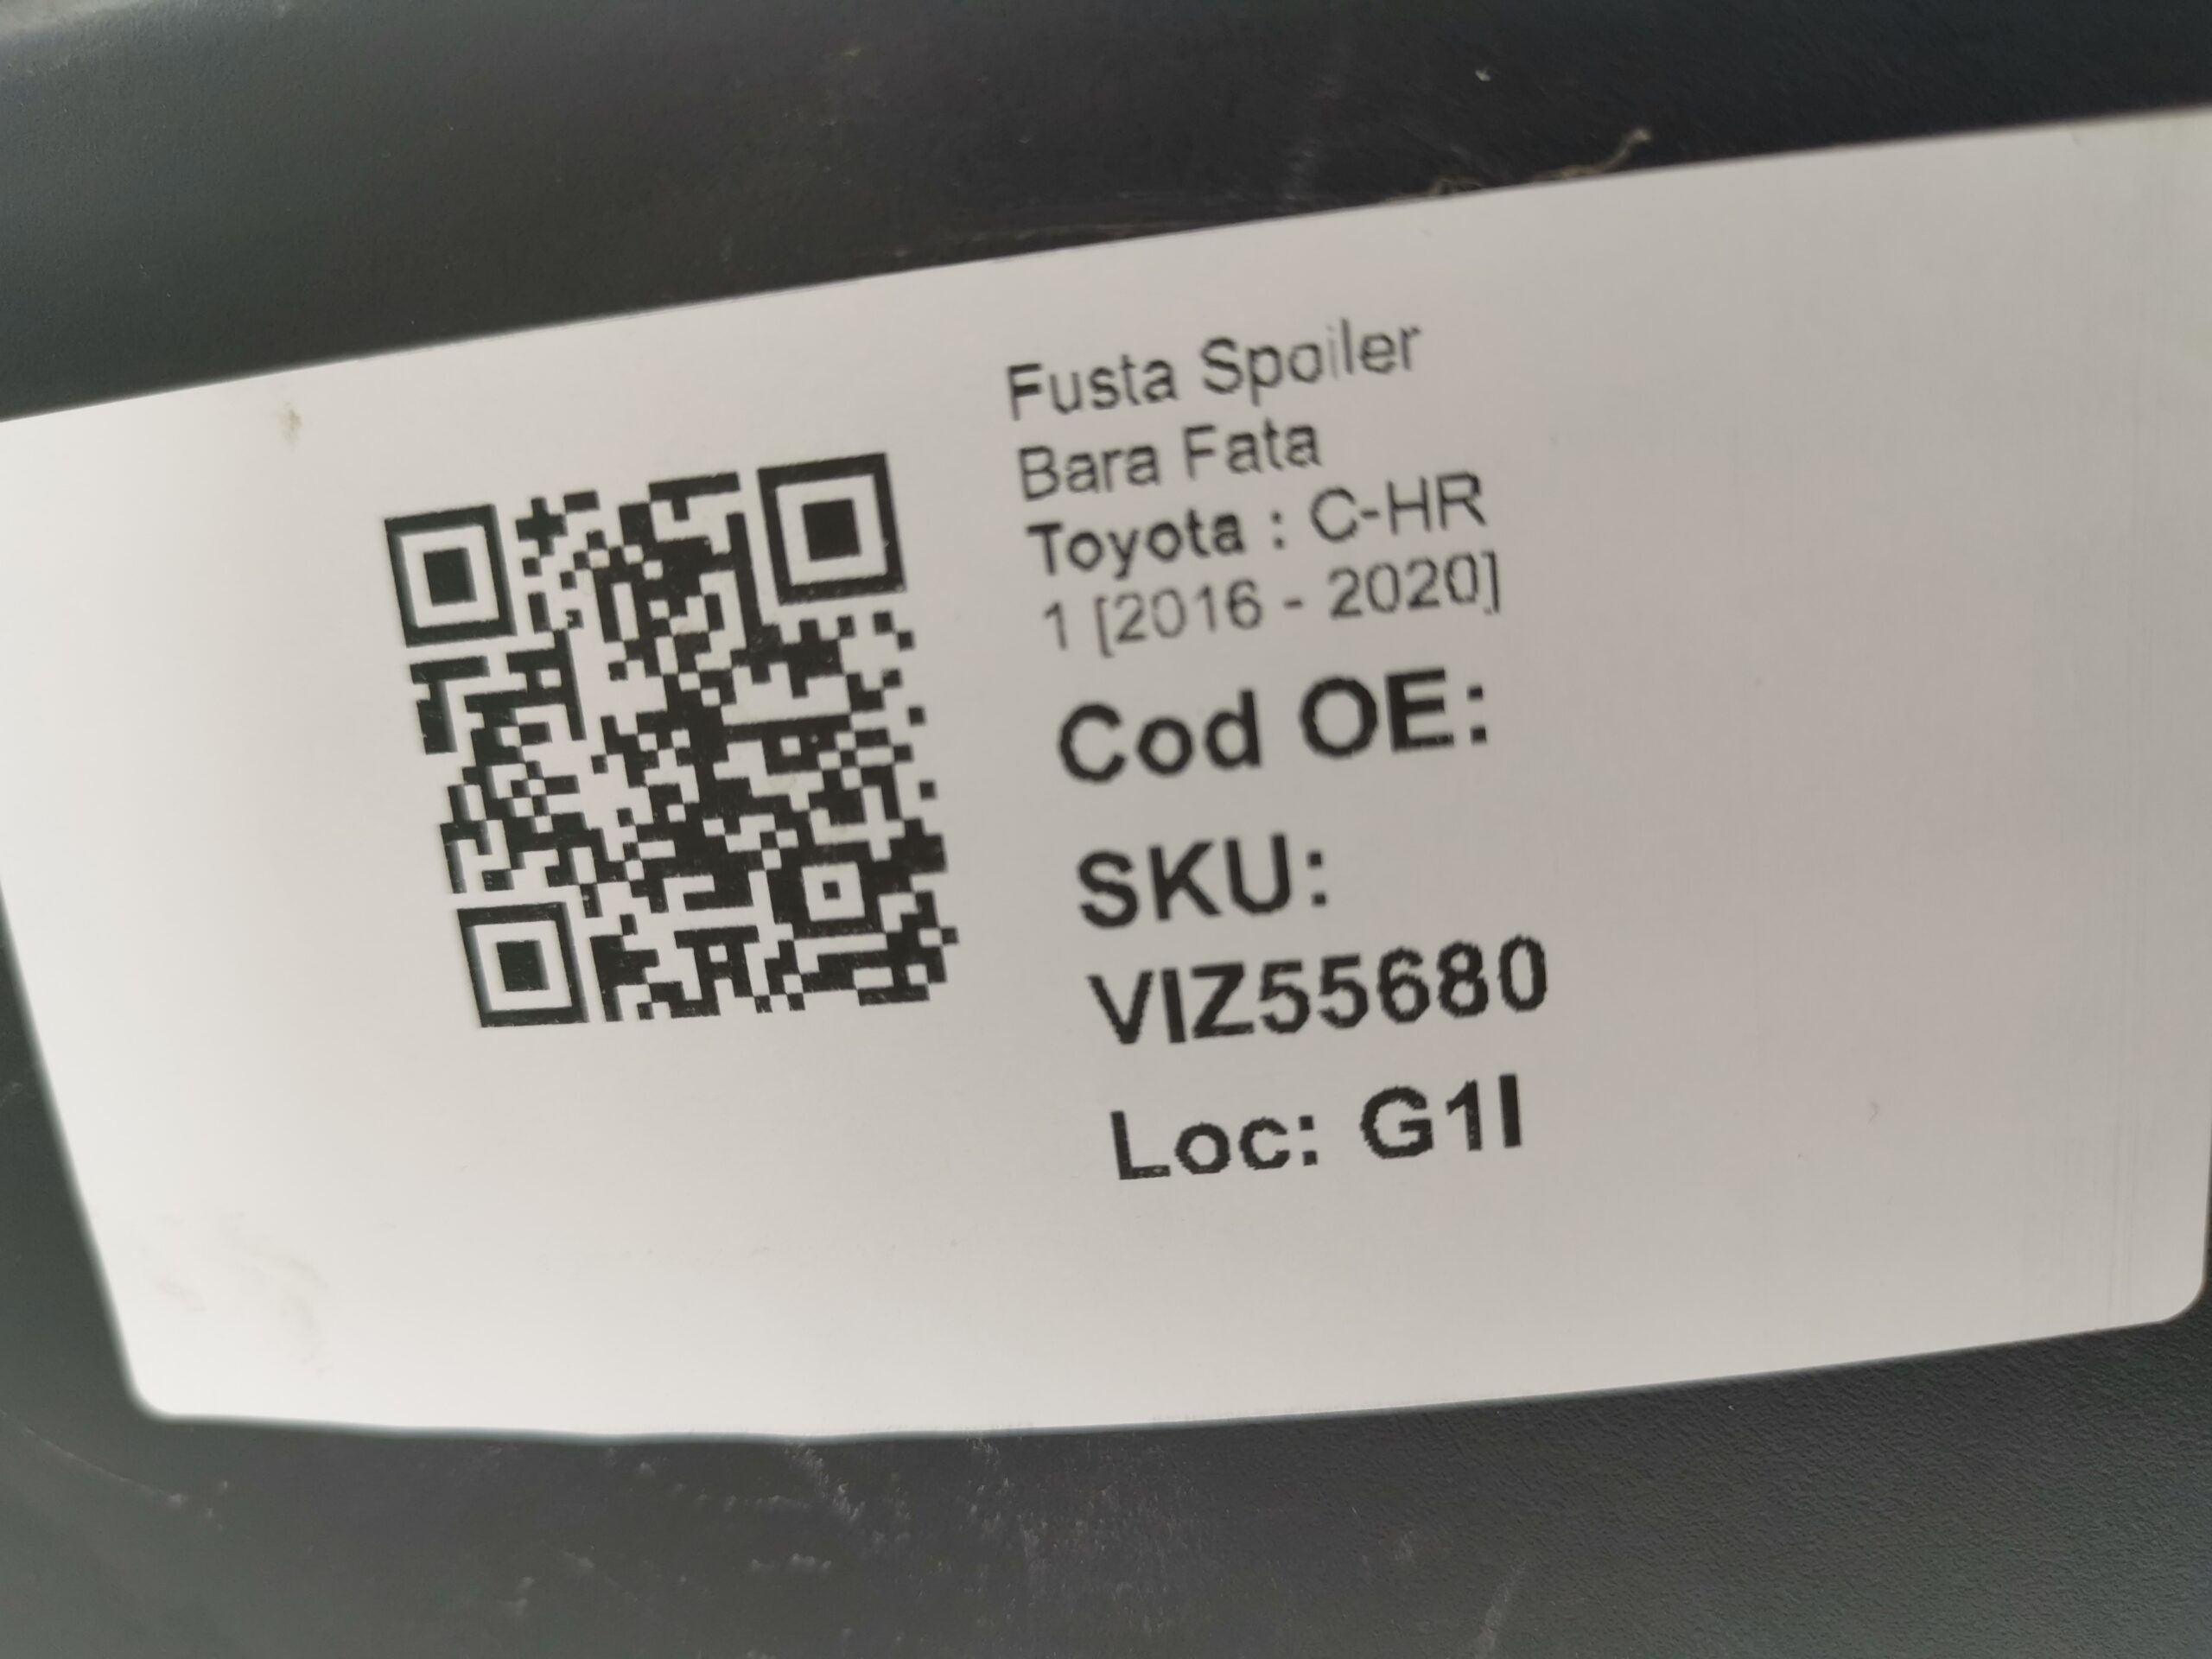 Fusta Spoiler
Bara Fata
Toyota : C-HR
1 [2016 - 2020]
Cod OE:
SKU:
VIZ55680
Loc: G1I